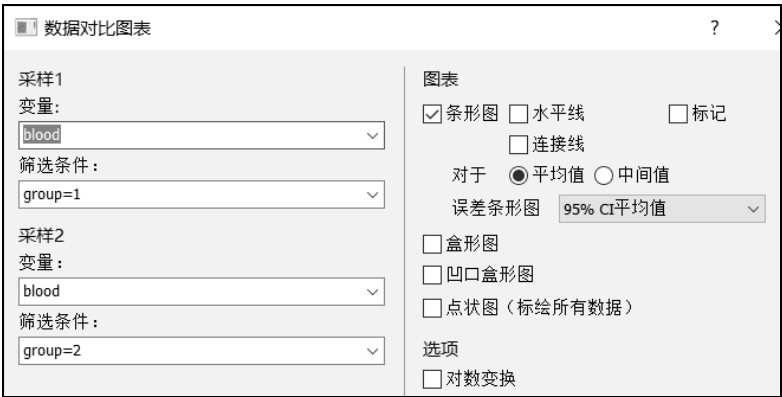 数据对比图表
?
采样1
变量:
blood
筛选条件：
group=1
采样2
变量：
blood
筛选条件：
group=2
图表
条形图 水平线 标记
连接线
对于 平均值 中间值
误差条形图 95% CI平均值
盒形图
凹口盒形图
点状图（标绘所有数据）
选项
对数变换